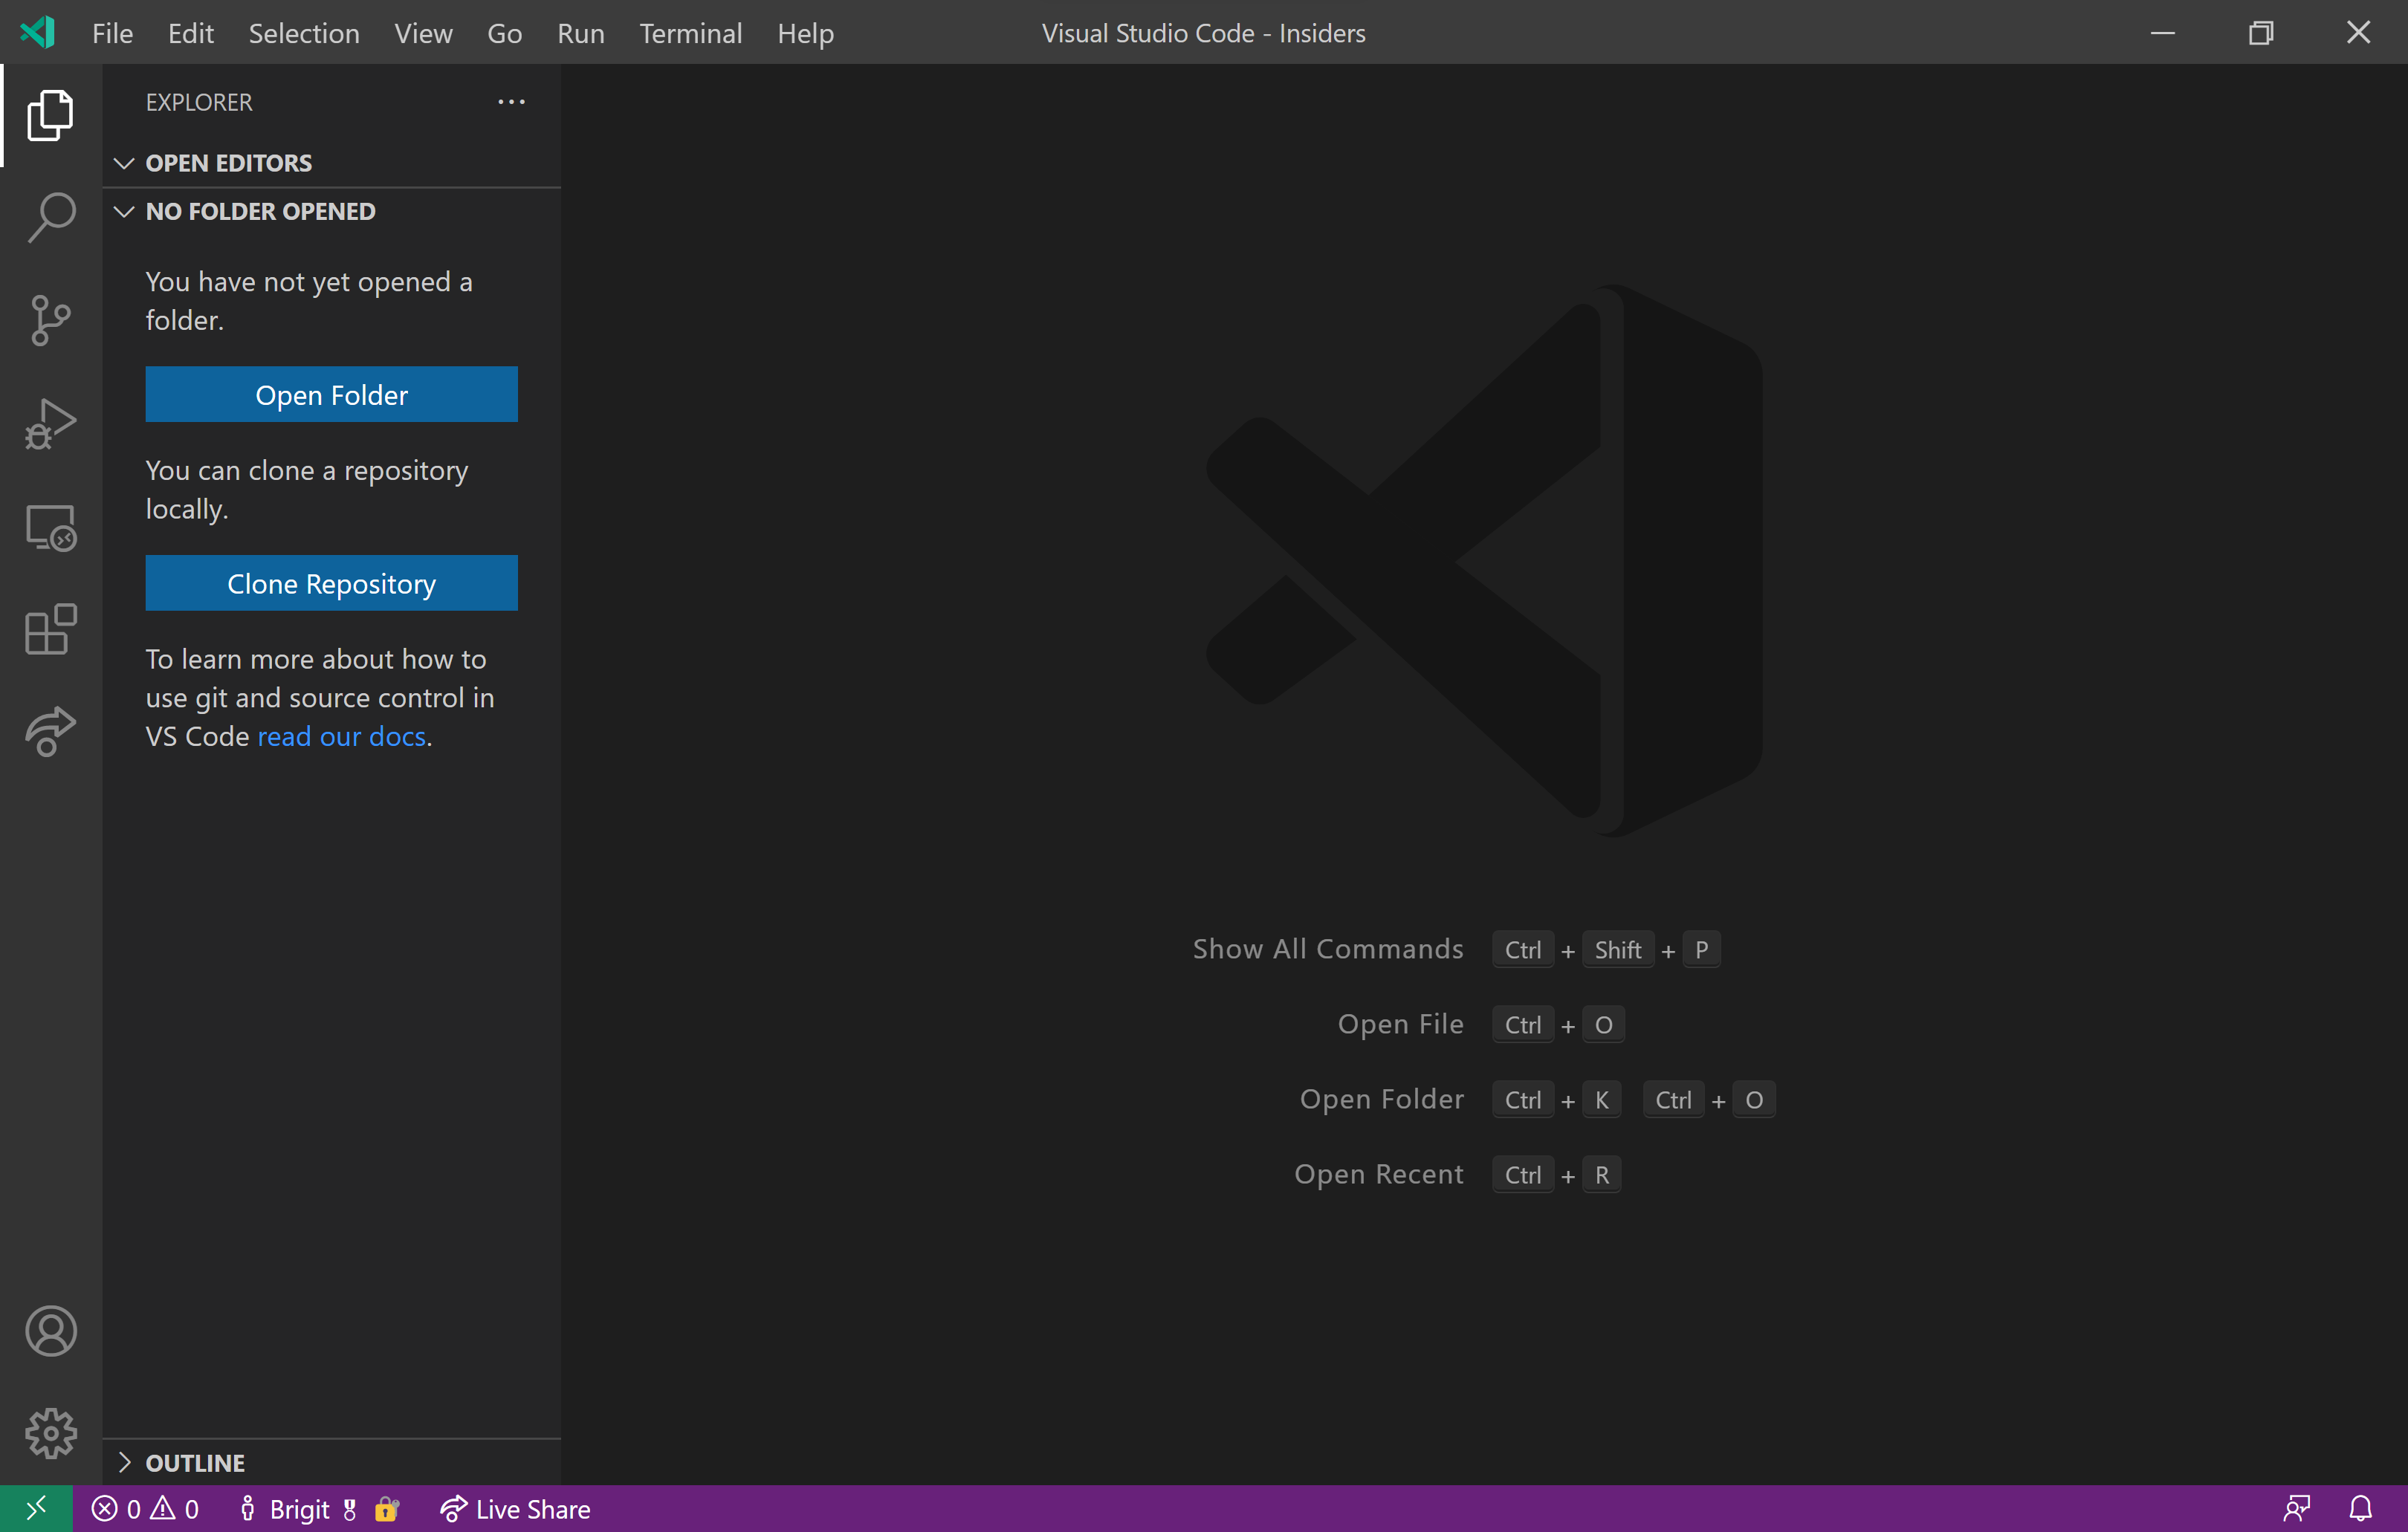 File Edit Selection View Go Run Terminal Help
Visual Studio Code - Insiders
EXPLORER
OPEN EDITORS
NO FOLDER OPENED
You have not yet opened a
folder.
Open Folder
You can clone a repository
locally.
Clone Repository
To learn more about how to
use git and source control in
VS Code read our docs.
OUTLINE
Show All Commands Ctrl + Shift + P
Open File Ctrl + O
Open Folder Ctrl + K Ctrl + O
Open Recent Ctrl + R
0 0 Brigit Live Share